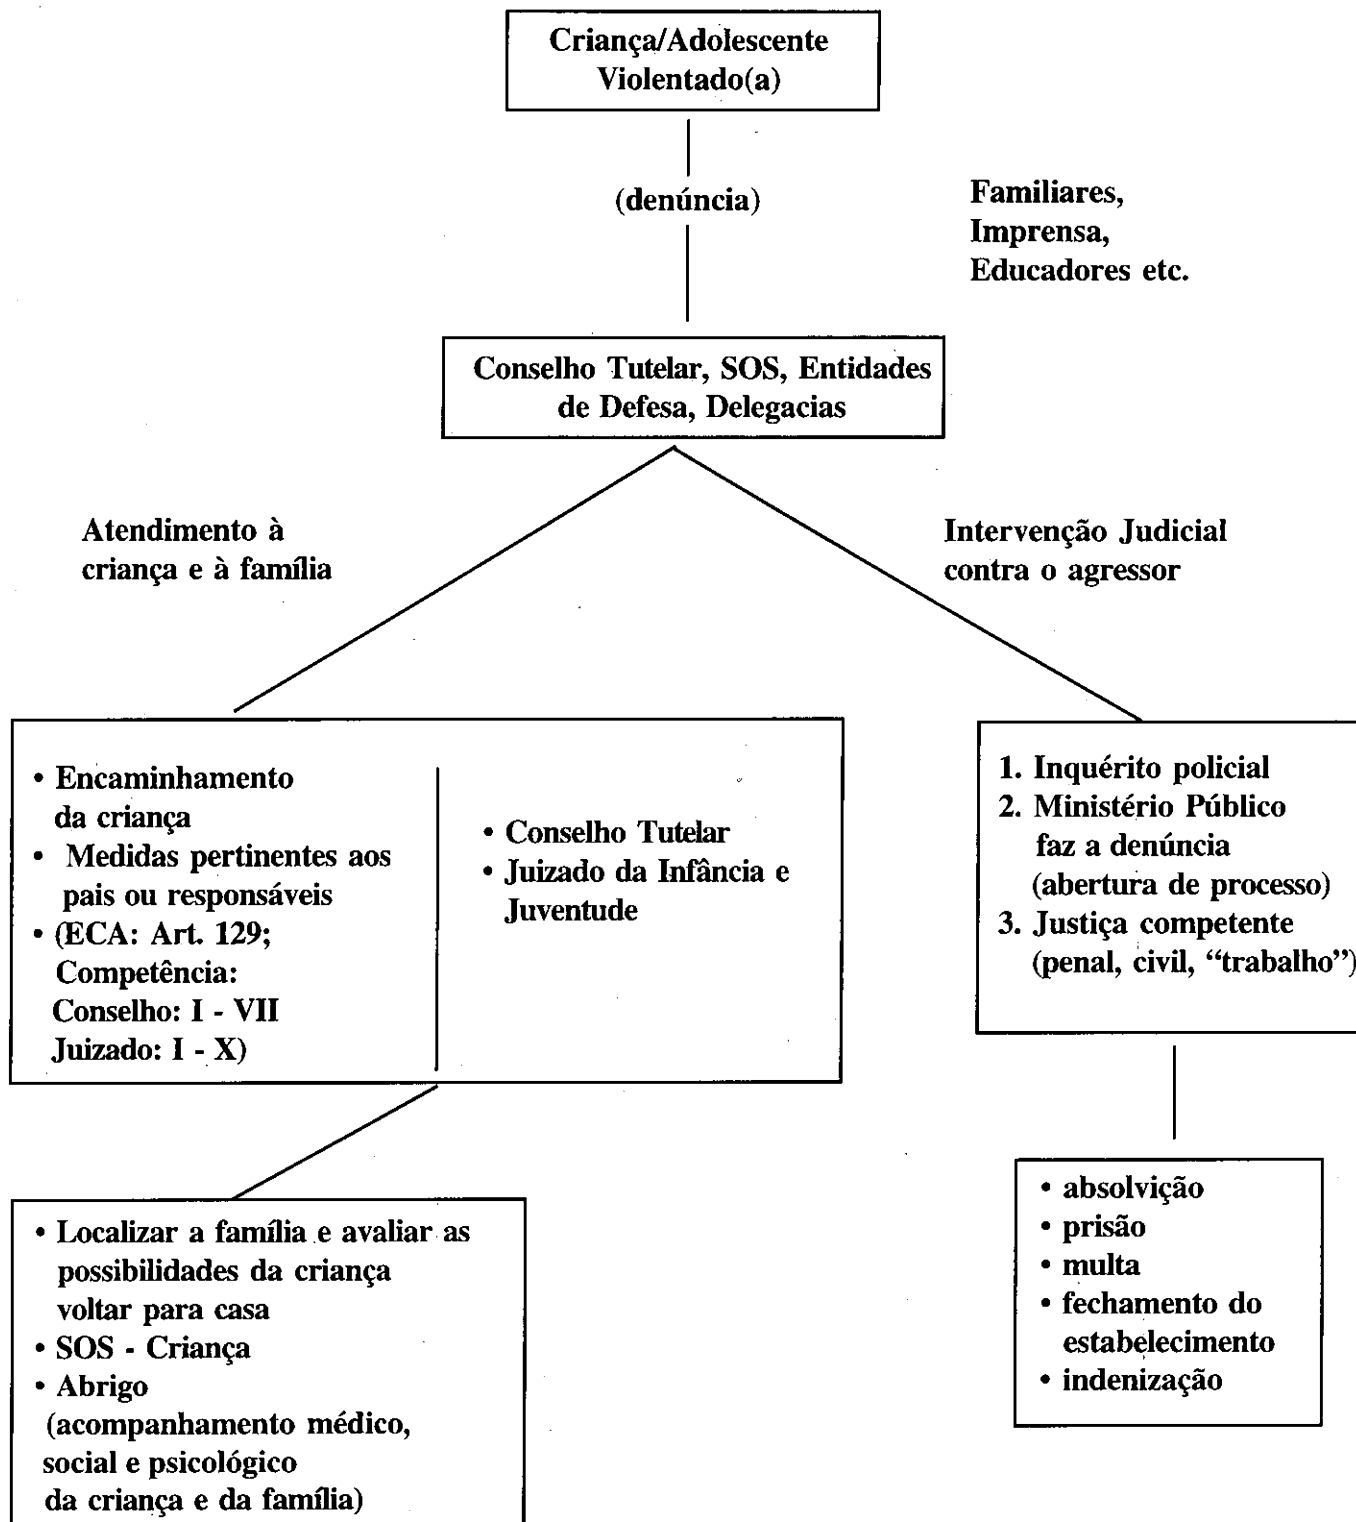 Criança/Adolescente
Violentado(a)
(denúncia)
Familiares,
Imprensa,
Educadores etc.
Conselho Tutelar, SOS, Entidades
de Defesa, Delegacias
Atendimento à
criança e à família
Intervenção Judicial
contra o agressor
• Encaminhamento
da criança
• Medidas pertinentes aos
pais ou responsáveis
• (ECA: Art. 129;
Competência:
Conselho: I - VII
Juizado: I - X)
• Conselho Tutelar
• Juizado da Infância e
Juventude
1. Inquérito policial
2. Ministério Público
faz a denúncia
(abertura de processo)
3. Justiça competente
(penal, civil, “trabalho”)
• Localizar a família e avaliar as
possibilidades da criança
voltar para casa
• SOS - Criança
• Abrigo
(acompanhamento médico,
social e psicológico
da criança e da família)
• absolvição
• prisão
• multa
• fechamento do
estabelecimento
• indenização